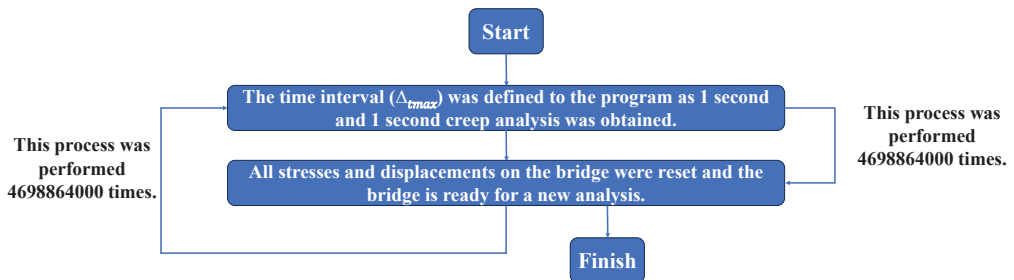 Start
The time interval (Δtmax) was defined to the program as 1 second
and 1 second creep analysis was obtained.
This process was
performed
4698864000 times.
This process was
performed
4698864000 times.
All stresses and displacements on the bridge were reset and the
bridge is ready for a new analysis.
Finish